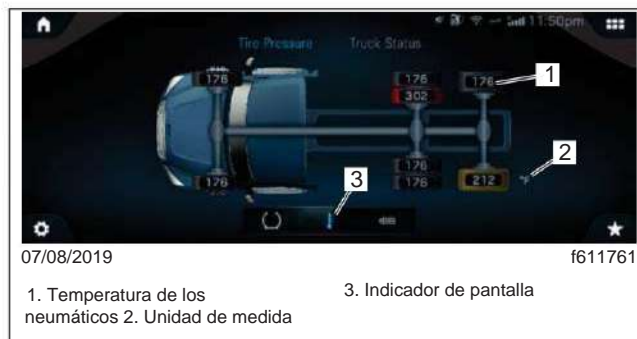 11:50pm
Tire Pressure Truck Status
176 176 176 1
302
2
176 176 3
176 212 °F
07/08/2019 f611761
1. Temperatura de los
neumáticos 2. Unidad de medida
3. Indicador de pantalla